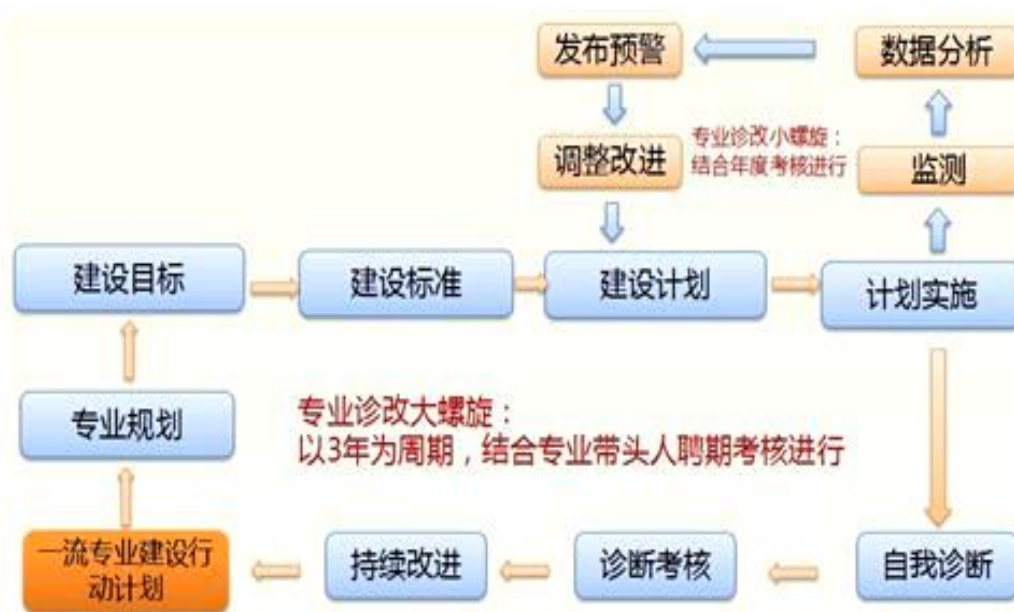 发布预警
数据分析
专业诊改小螺旋：
结合年度考核进行
调整改进
监测
建设目标
建设标准
建设计划
计划实施
专业规划
专业诊改大螺旋：
以3年为周期，结合专业带头人聘期考核进行
一流专业建设行
动计划
持续改进
诊断考核
自我诊断